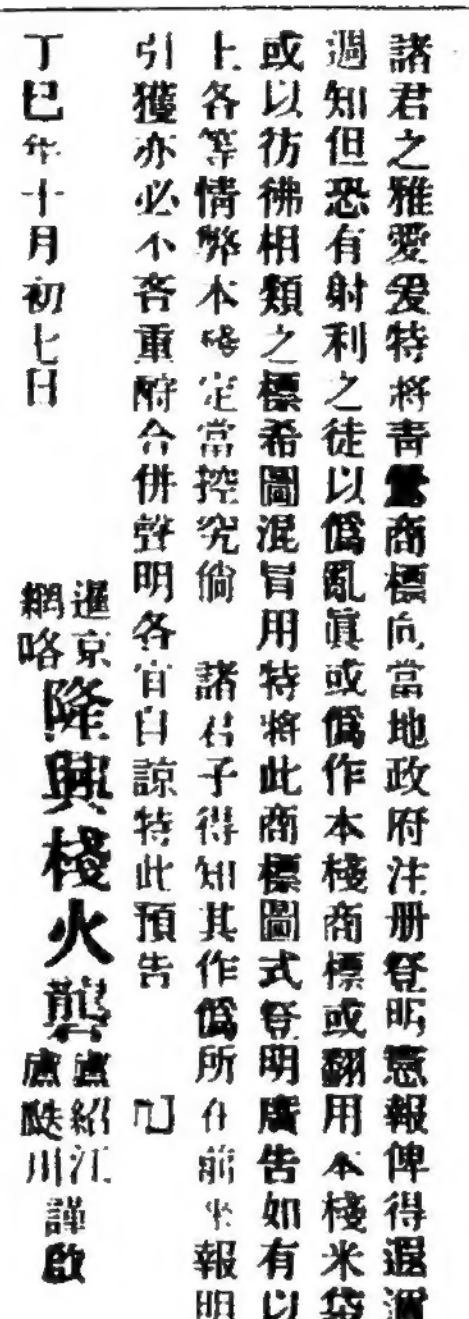 諸君之雅愛爰特將青鷥商標向當地政府注册登明憲報俾得遐邇
週知但恐有射利之徒以僞亂眞或僞作本棧商標或翻用本棧米袋
或以彷彿相類之標希圖混冒用特將此商標圖式登明廣告如有以
上各等情弊本棧定當控究倘 諸君子得知其作僞所在前來報明
引獲亦必不吝重酧合併聲明各宜自諒特此預告
丁巳年十月初七日
暹京
網咯
隆興棧火礱
盧紹江
盧瓞川
謹啟